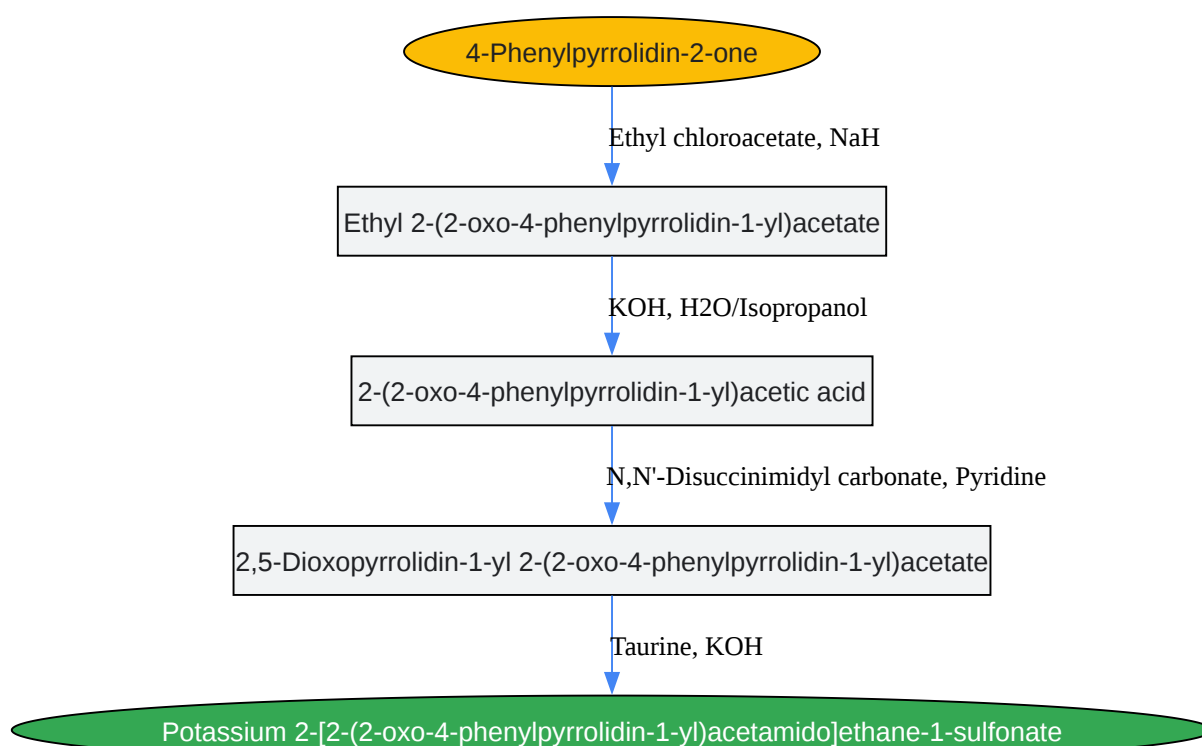 4-Phenylpyrrolidin-2-one
Ethyl chloroacetate, NaH
Ethyl 2-(2-oxo-4-phenylpyrrolidin-1-yl)acetate
KOH, H2O/Isopropanol
2-(2-oxo-4-phenylpyrrolidin-1-yl)acetic acid
N,N'-Disuccinimidyl carbonate, Pyridine
2,5-Dioxopyrrolidin-1-yl 2-(2-oxo-4-phenylpyrrolidin-1-yl)acetate
Taurine, KOH
Potassium 2-[2-(2-oxo-4-phenylpyrrolidin-1-yl)acetamido]ethane-1-sulfonate